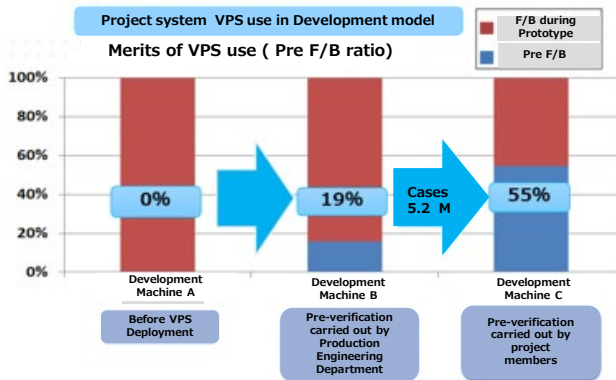 Project system VPS use in Development model
Merits of VPS use ( Pre F/B ratio)
F/B during
Prototype
Pre F/B
100%
80%
60%
40%
20%
0%
0%
19%
Cases
5.2 M
55%
Development
Machine A
Development
Machine B
Development
Machine C
Before VPS
Deployment
Pre-verification
carried out by
Production
Engineering
Department
Pre-verification
carried out by
project
members